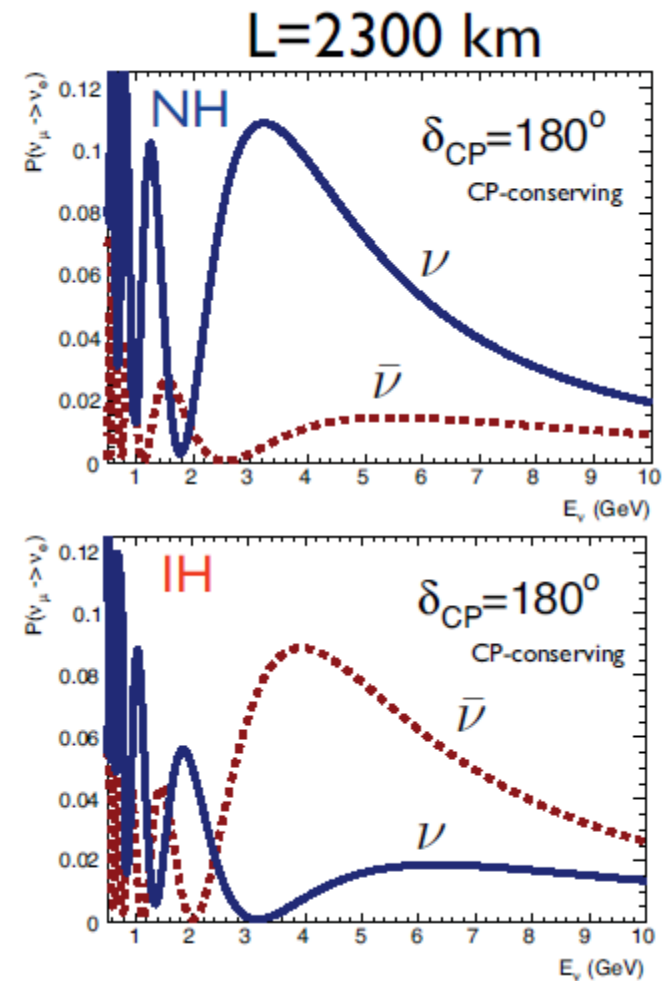 L=2300 km
P(ν_μ -> ν_e)
NH
δ_CP=180°
CP-conserving
ν
ν̄
0.12
0.1
0.08
0.06
0.04
0.02
0
1 2 3 4 5 6 7 8 9 10
E_ν (GeV)
P(ν_μ -> ν_e)
IH
δ_CP=180°
CP-conserving
ν̄
ν
0.12
0.1
0.08
0.06
0.04
0.02
0
1 2 3 4 5 6 7 8 9 10
E_ν (GeV)